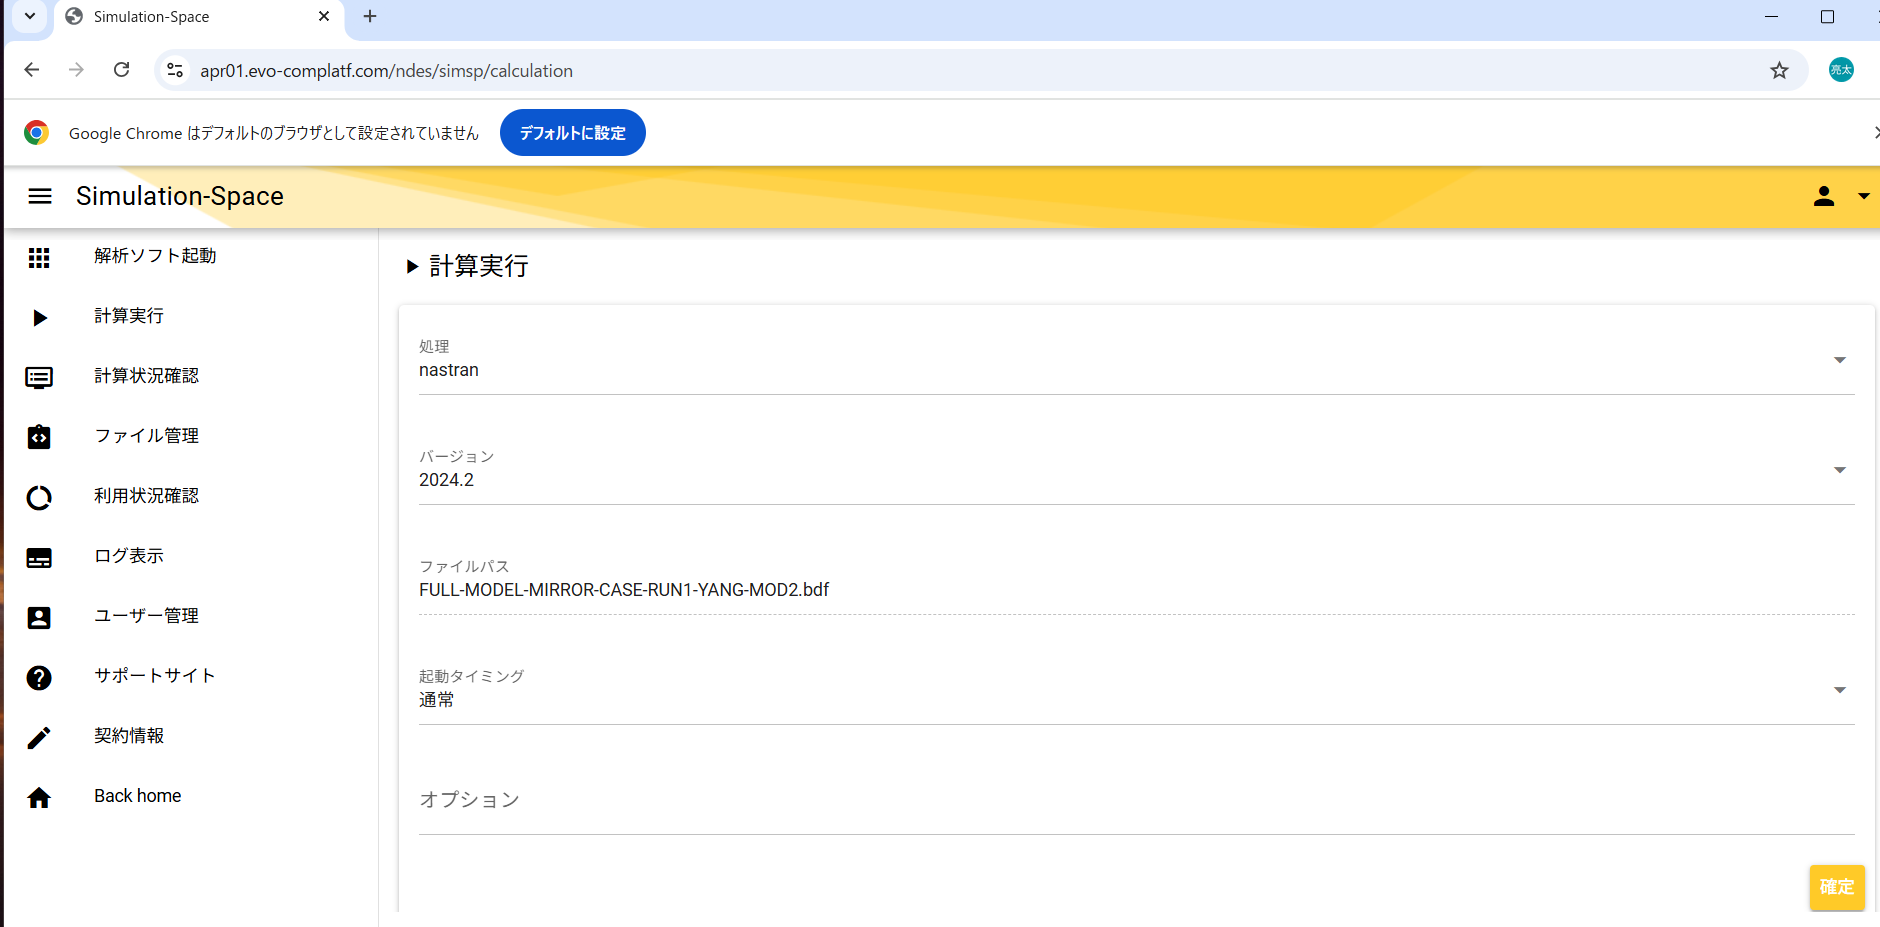 Simulation-Space
apr01.evo-complatf.com/ndes/simsp/calculation
亮太
Google Chrome はデフォルトのブラウザとして設定されていません
デフォルトに設定
Simulation-Space
解析ソフト起動
計算実行
計算状況確認
ファイル管理
利用状況確認
ログ表示
ユーザー管理
サポートサイト
契約情報
Back home
計算実行
処理
nastran
バージョン
2024.2
ファイルパス
FULL-MODEL-MIRROR-CASE-RUN1-YANG-MOD2.bdf
起動タイミング
通常
オプション
確定